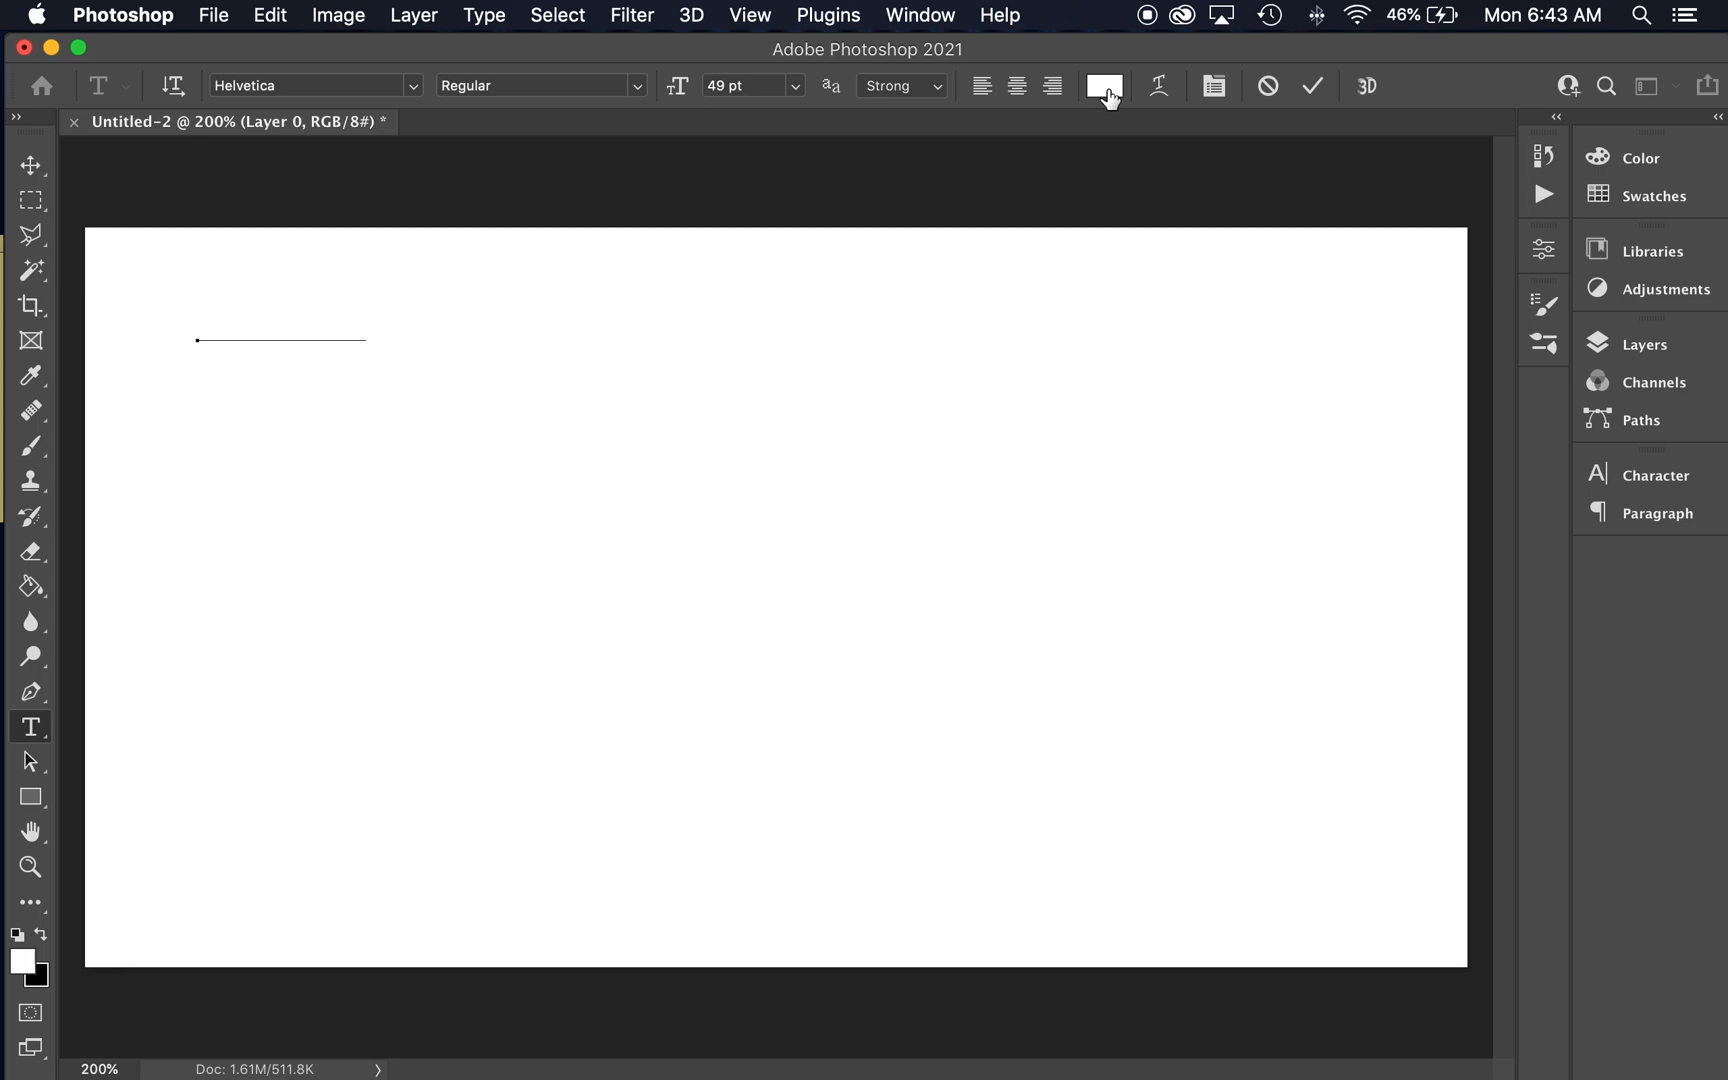 Photoshop File Edit Image Layer Type Select Filter 3D View Plugins Window Help 46% Mon 6:43 AM
Adobe Photoshop 2021
T Helvetica Regular 49 pt aa Strong 3D
Untitled-2 @ 200% (Layer 0, RGB/8#) *
Color
Swatches
Libraries
Adjustments
Layers
Channels
Paths
Character
Paragraph
200% Doc: 1.61M/511.8K